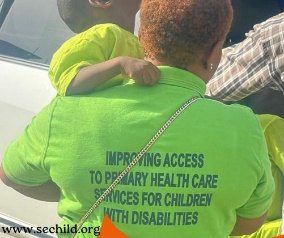 IMPROVING ACCESS
TO PRIMARY HEALTH CARE
SERVICES FOR CHILDREN
WITH DISABILITIES
www.sechild.org